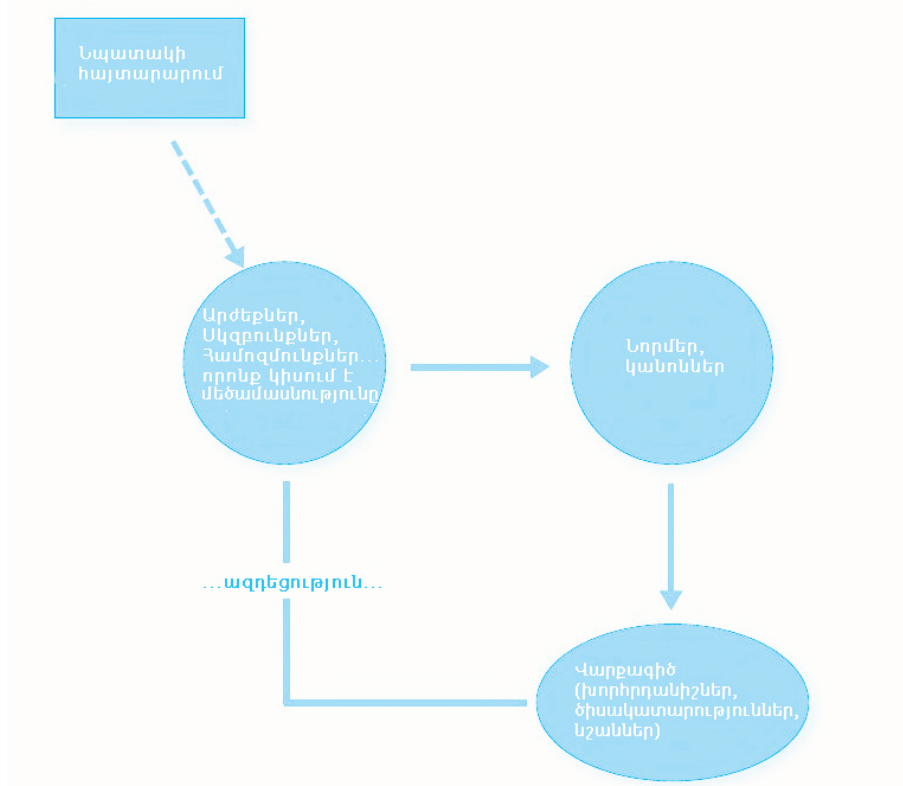 Նպատակի
հայտարարում
Արժեքներ,
Սկզբունքներ,
Համոզմունքներ...
որոնք կիսում է
մեծամասնությունը
Նորմեր,
կանոններ
...ազդեցություն...
Վարքագիծ
(խորհրդանիշներ,
ծիսակատարություններ,
նշաններ)